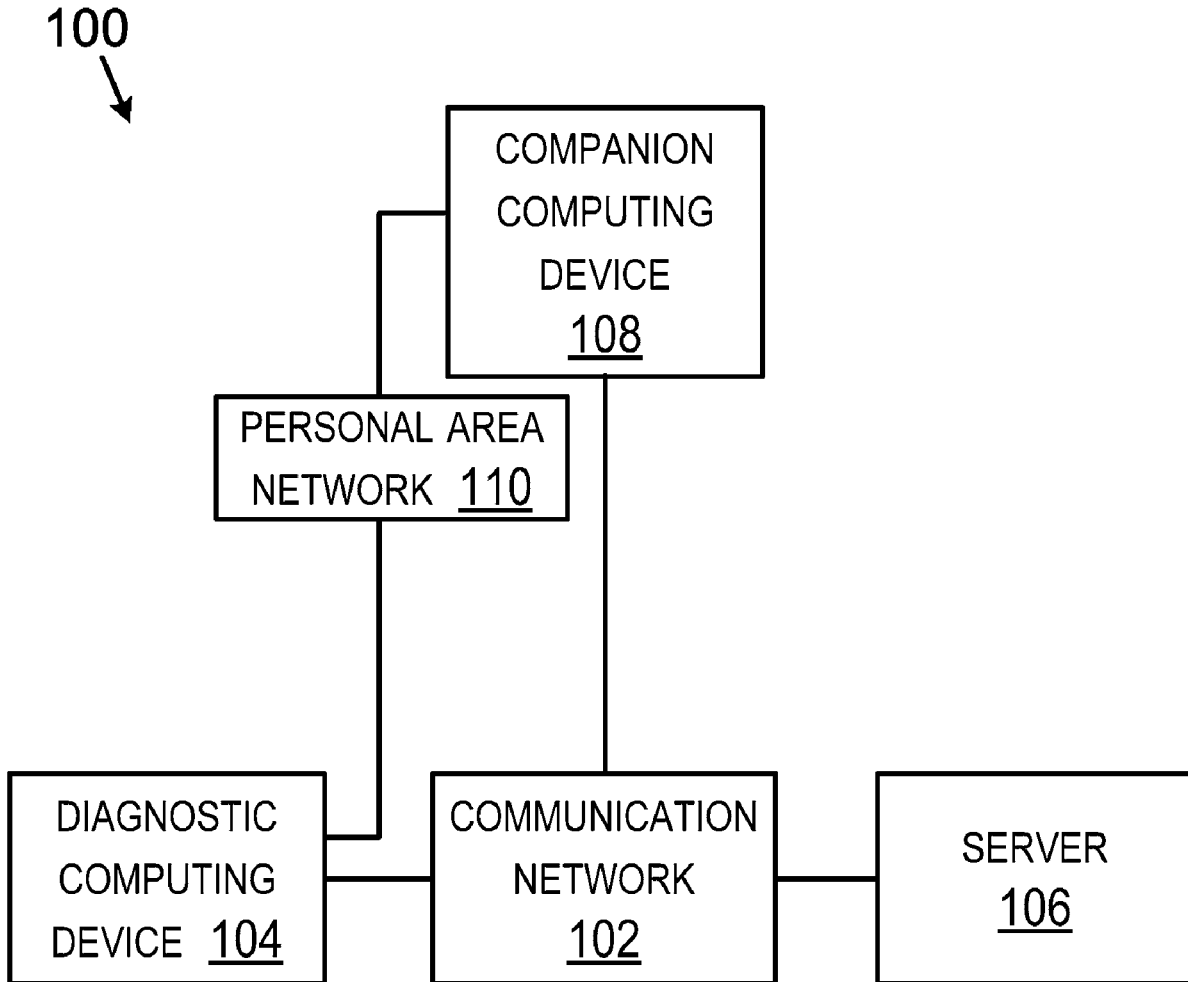 100
COMPANION
COMPUTING
DEVICE
108
PERSONAL AREA
NETWORK 110
DIAGNOSTIC
COMPUTING
DEVICE 104
COMMUNICATION
NETWORK
102
SERVER
106